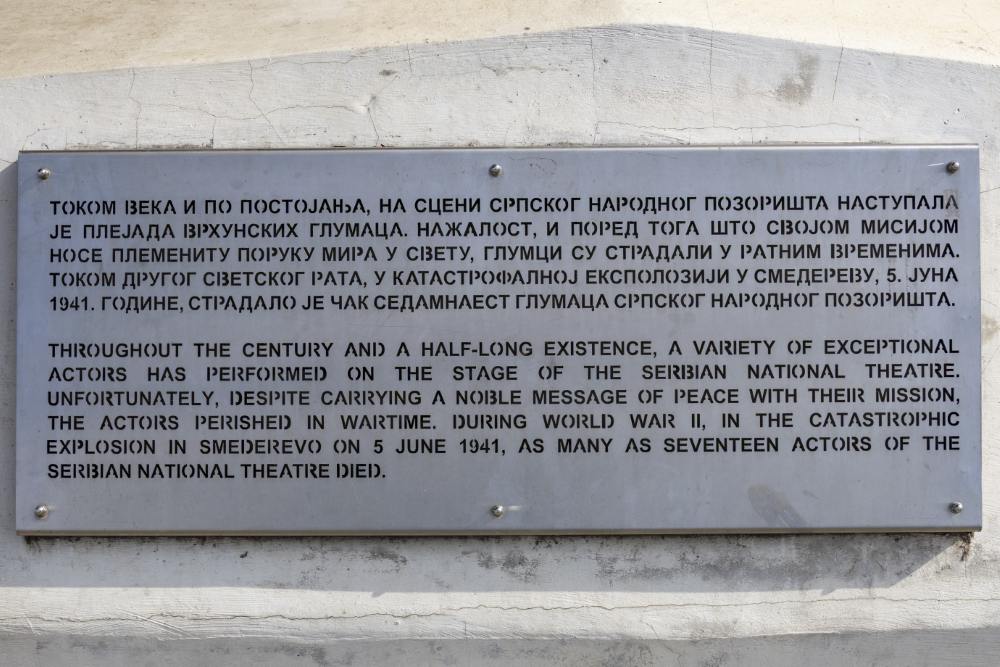 ТОКОМ ВЕКА И ПО ПОСТОЈАЊА, НА СЦЕНИ СРПСКОГ НАРОДНОГ ПОЗОРИШТА НАСТУПАЛА
ЈЕ ПЛЕЈАДА ВРХУНСКИХ ГЛУМАЦА. НАЖАЛОСТ, И ПОРЕД ТОГА ШТО СВОЈОМ МИСИЈОМ
НОСЕ ПЛЕМЕНИТУ ПОРУКУ МИРА У СВЕТУ, ГЛУМЦИ СУ СТРАДАЛИ У РАТНИМ ВРЕМЕНИМА.
ТОКОМ ДРУГОГ СВЕТСКОГ РАТА, У КАТАСТРОФАЛНОЈ ЕКСПОЛОЗИЈИ У СМЕДЕРЕВУ, 5. ЈУНА
1941. ГОДИНЕ, СТРАДАЛО ЈЕ ЧАК СЕДАМНАЕСТ ГЛУМАЦА СРПСКОГ НАРОДНОГ ПОЗОРИШТА.
THROUGHOUT THE CENTURY AND A HALF-LONG EXISTENCE, A VARIETY OF EXCEPTIONAL
ACTORS HAS PERFORMED ON THE STAGE OF THE SERBIAN NATIONAL THEATRE.
UNFORTUNATELY, DESPITE CARRYING A NOBLE MESSAGE OF PEACE WITH THEIR MISSION,
THE ACTORS PERISHED IN WARTIME. DURING WORLD WAR II, IN THE CATASTROPHIC
EXPLOSION IN SMEDEREVO ON 5 JUNE 1941, AS MANY AS SEVENTEEN ACTORS OF THE
SERBIAN NATIONAL THEATRE DIED.